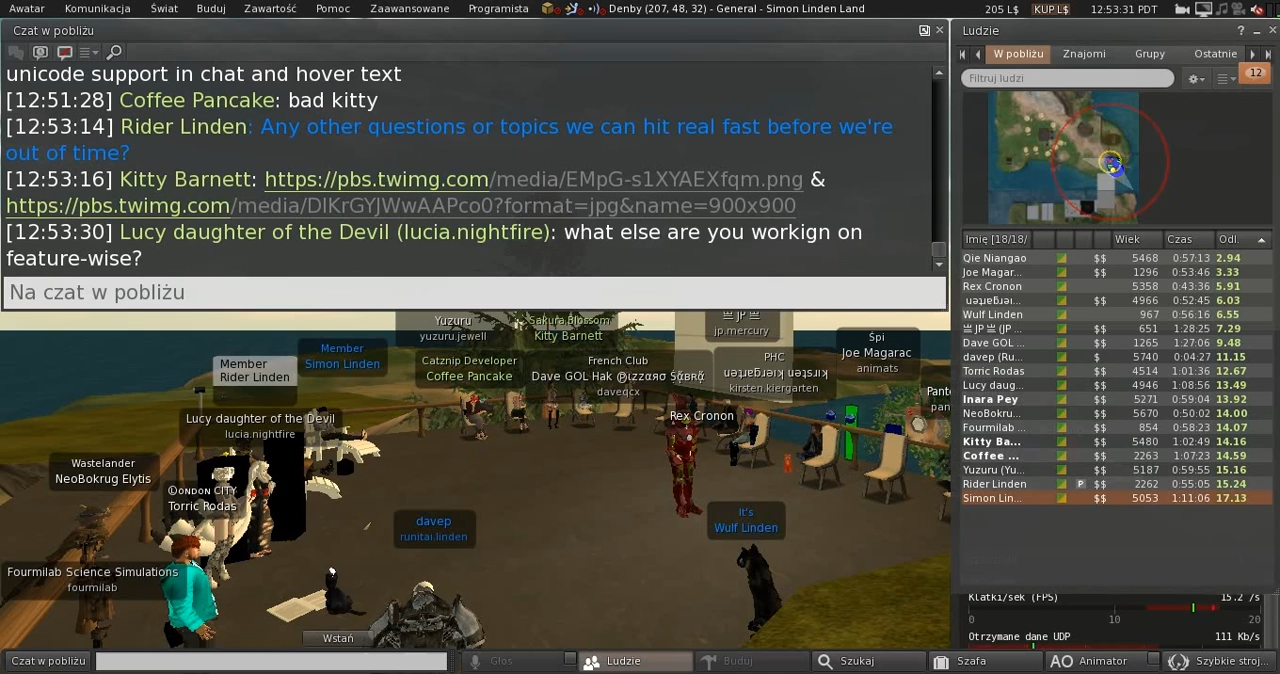 Awatar Komunikacja Świat Buduj Zawartość Pomoc Zaawansowane Programista Denby (207, 48, 32) - General - Simon Linden Land 205 L$ KUP L$ 12:53:31 PDT
Czat w pobliżu
unicode support in chat and hover text
[12:51:28] Coffee Pancake: bad kitty
[12:53:14] Rider Linden: Any other questions or topics we can hit real fast before we're
out of time?
[12:53:16] Kitty Barnett: https://pbs.twimg.com/media/EMpG-s1XYAEXfqm.png &
https://pbs.twimg.com/media/DIKrGYJWwAAPco0?format=jpg&name=900x900
[12:53:30] Lucy daughter of the Devil (lucia.nightfire): what else are you workign on
feature-wise?
Na czat w pobliżu
Ludzie
W pobliżu Znajomi Grupy Ostatnie
12
Filtruj ludzi
Imię [18/18/ Wiek Czas Odl.
Qie Niangao $$ 5468 0:57:13 2.94
Joe Magar... $$ 1296 0:53:46 3.33
Rex Cronon 5358 0:43:36 5.91
$$ 4966 0:52:45 6.03
Wulf Linden 967 0:56:16 6.55
JP (JP ... $$ 651 1:28:25 7.29
Dave GOL ... $$ 1265 1:27:06 9.48
davep (Ru... $ 5740 0:04:27 11.15
Torric Rodas $$ 4514 0:01:36 12.67
Lucy daug... $$ 4946 1:08:56 13.49
Inara Pey $$ 5271 0:59:04 13.92
NeoBokru... $$ 5670 0:50:02 14.00
Fourmilab ... $$ 854 0:58:23 14.07
Kitty Ba... $$ 5480 1:02:49 14.16
Coffee ... $$ 2263 1:07:23 14.59
Yuzuru (Yu... $$ 5187 0:59:55 15.16
Rider Linden P $$ 2262 0:55:05 15.24
Simon Lin... $$ 5053 1:11:06 17.13
Klatki/sek (FPS) 15.2 /s
0 10 20
Otrzymane dane UDP 111 Kb/s
Yuzuru
yuzuru.jewell
Sakura Blossom
Kitty Barnett
JP
jp.mercury
Śpi
Joe Magarac
animats
Member
Simon Linden
Member
Rider Linden
Catznip Developer
Coffee Pancake
French Club
Dave GOL Hak
daveqcx
PHC
kirsten.kiergarten
Rex Cronon
Lucy daughter of the Devil
lucia.nightfire
Wastelander
NeoBokrug Elytis
ⓁONDON CITY
Torric Rodas
davep
runitai.linden
It's
Wulf Linden
Fourmilab Science Simulations
fourmilab
Wstań
Czat w pobliżu Głos Ludzie Buduj Szukaj Szafa AO Animator Szybkie stroj...